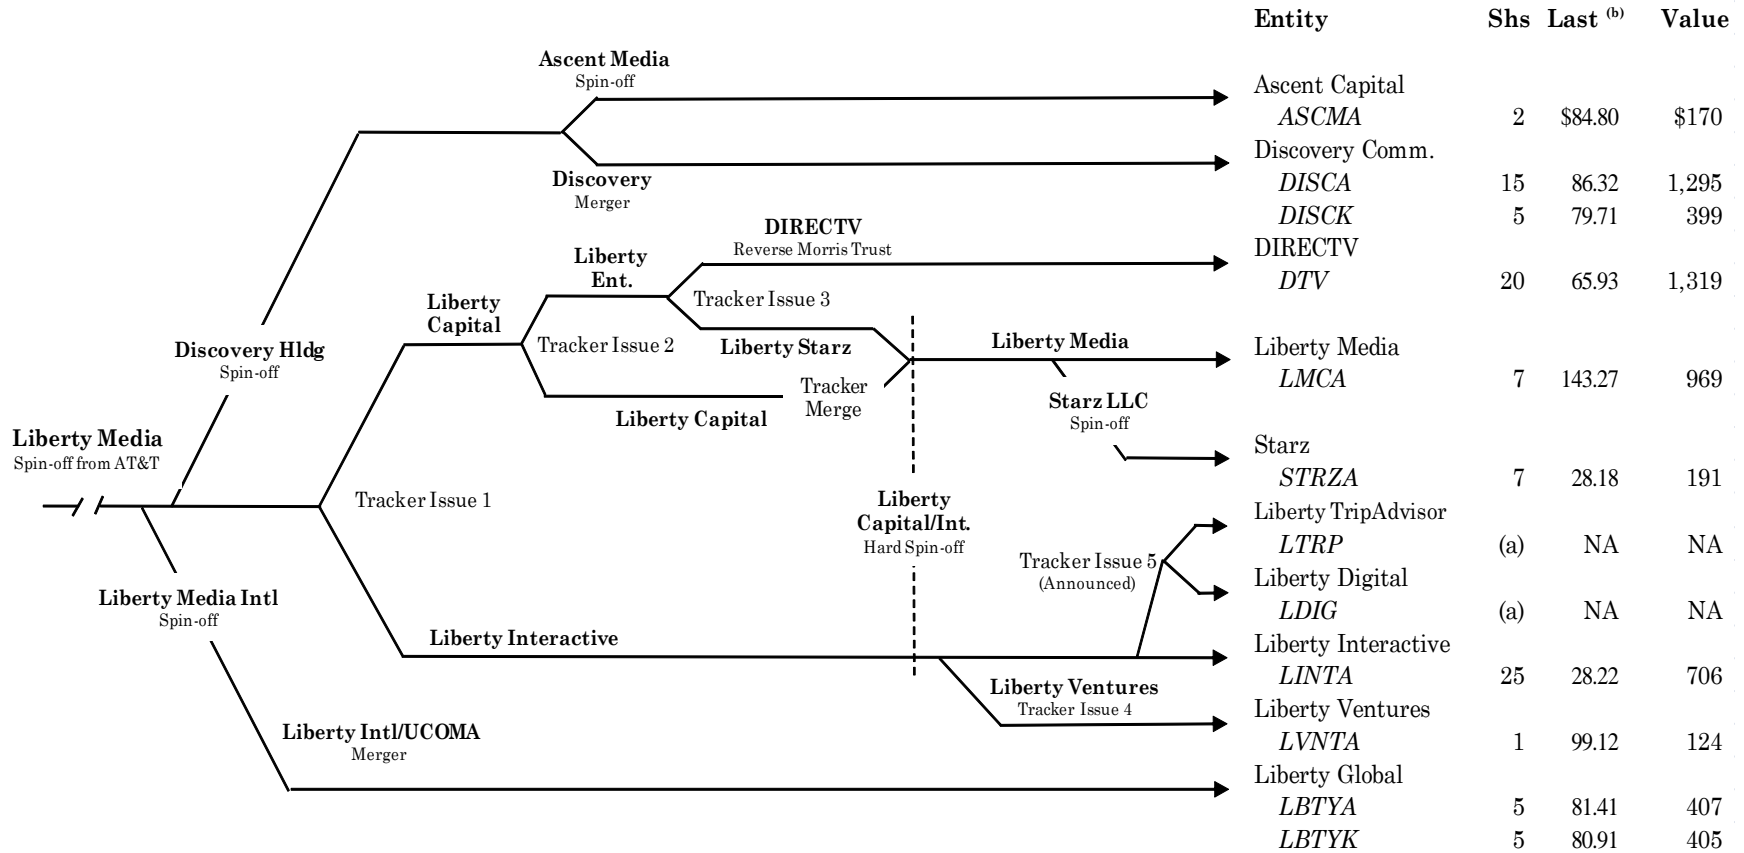 Entity Shs Last (b) Value
Ascent Media
Spin-off
Ascent Capital
ASCMA 2 $84.80 $170
Discovery Comm.
Discovery
Merger
DISCA 15 86.32 1,295
DISCK 5 79.71 399
DIRECTV
Reverse Morris Trust
DIRECTV
DTV 20 65.93 1,319
Liberty
Ent.
Tracker Issue 3
Liberty
Capital
Tracker Issue 2
Liberty Starz
Liberty Media
Liberty Media
LMCA 7 143.27 969
Discovery Hldg
Spin-off
Tracker
Merge
Liberty Capital
Starz LLC
Spin-off
Liberty Media
Spin-off from AT&T
Starz
STRZA 7 28.18 191
Tracker Issue 1
Liberty
Capital/Int.
Hard Spin-off
Liberty TripAdvisor
LTRP (a) NA NA
Tracker Issue 5
(Announced)
Liberty Digital
LDIG (a) NA NA
Liberty Media Intl
Spin-off
Liberty Interactive
Liberty Interactive
LINTA 25 28.22 706
Liberty Ventures
Tracker Issue 4
Liberty Ventures
LVNTA 1 99.12 124
Liberty Intl/UCOMA
Merger
Liberty Global
LBTYA 5 81.41 407
LBTYK 5 80.91 405